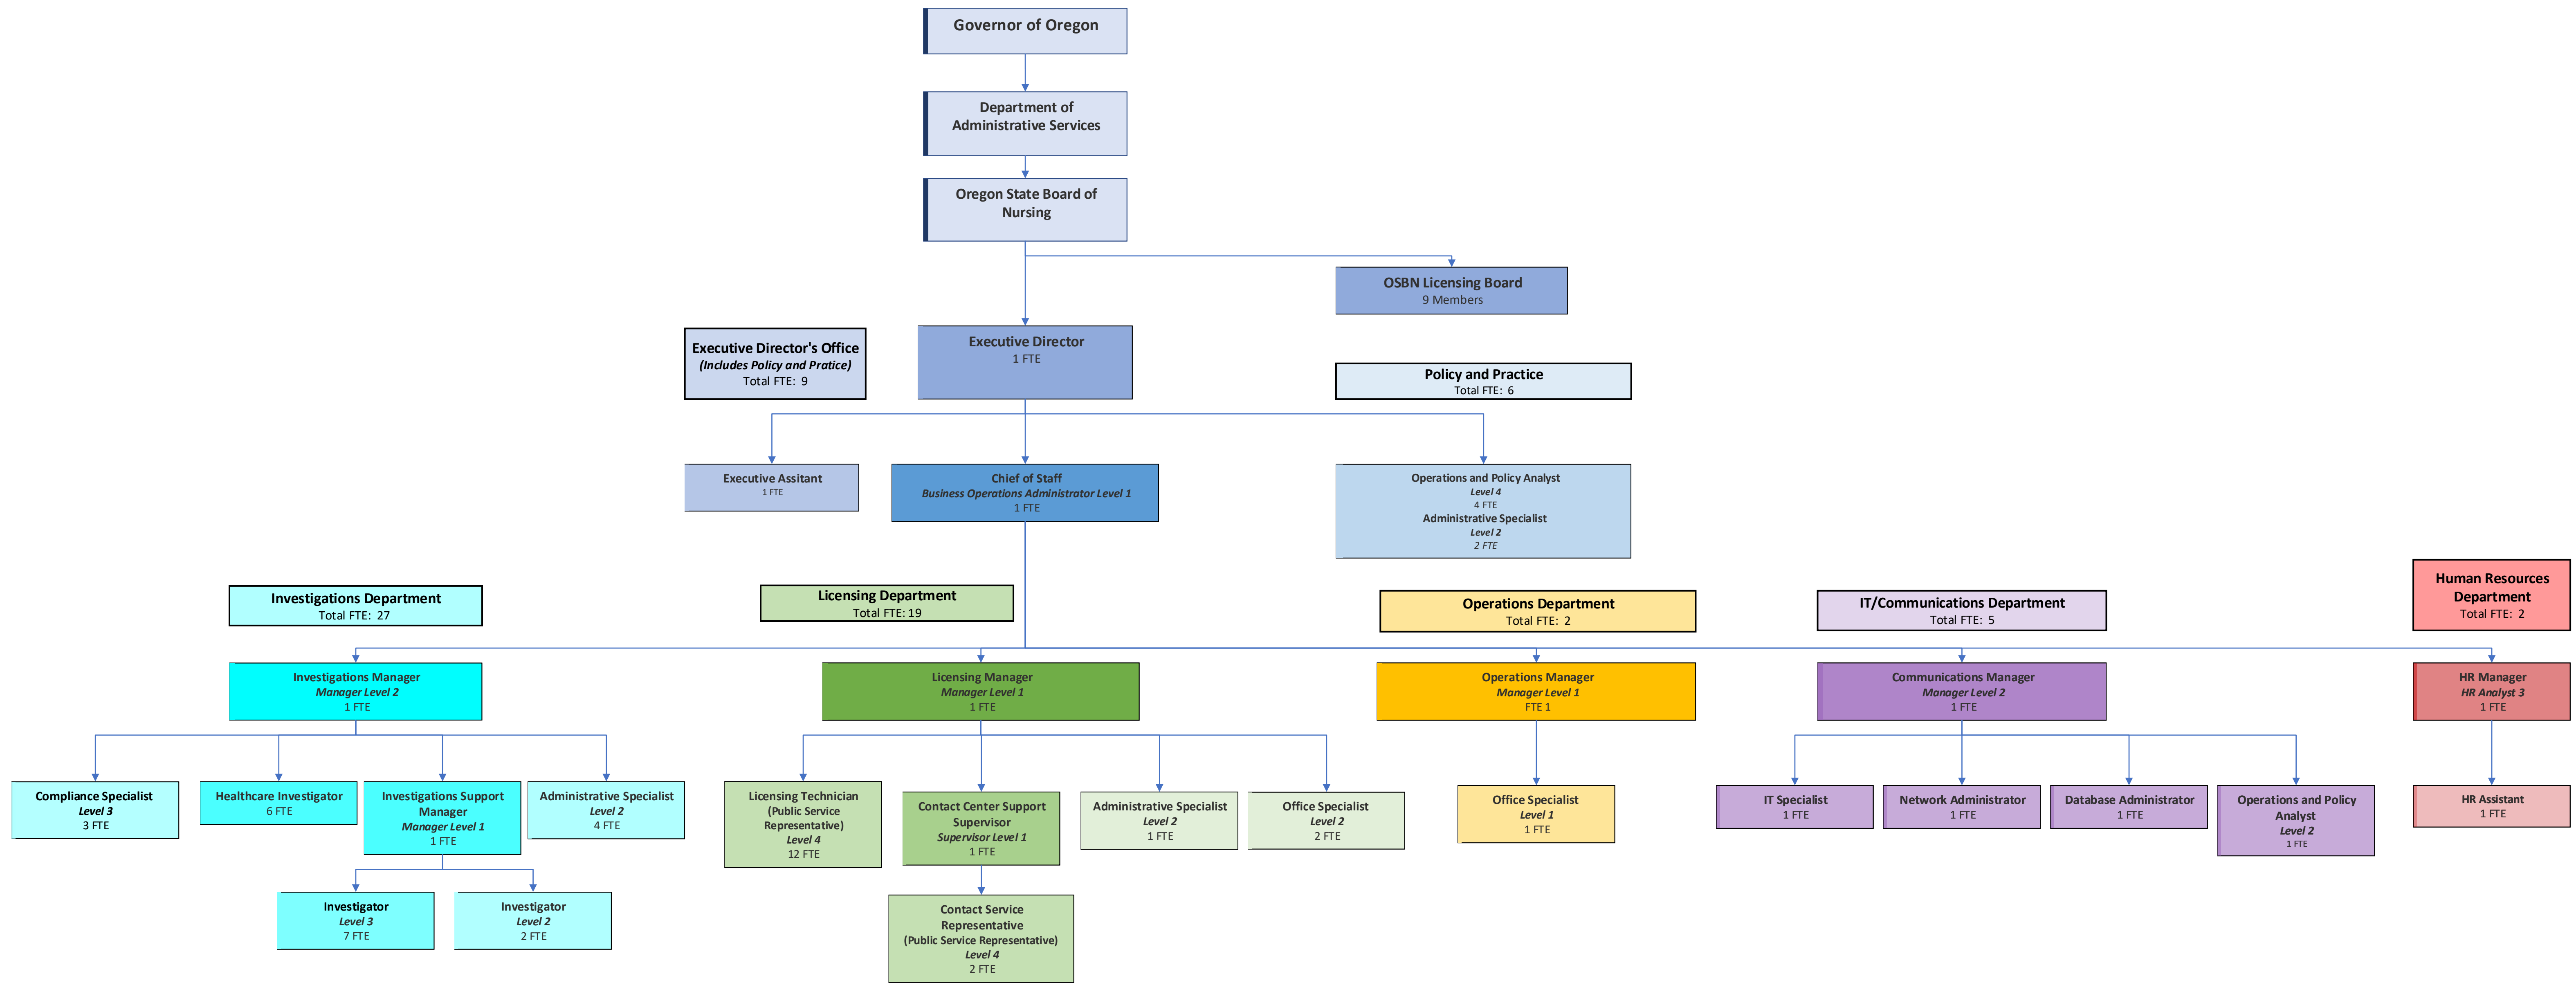 Governor of Oregon
Department of
Administrative Services
Oregon State Board of
Nursing
OSBN Licensing Board
9 Members
Executive Director's Office
(Includes Policy and Pratice)
Total FTE: 9
Executive Director
1 FTE
Policy and Practice
Total FTE: 6
Executive Assitant
1 FTE
Chief of Staff
Business Operations Administrator Level 1
1 FTE
Operations and Policy Analyst
Level 4
4 FTE
Administrative Specialist
Level 2
2 FTE
Investigations Department
Total FTE: 27
Licensing Department
Total FTE: 19
Operations Department
Total FTE: 2
IT/Communications Department
Total FTE: 5
Human Resources
Department
Total FTE: 2
Investigations Manager
Manager Level 2
1 FTE
Licensing Manager
Manager Level 1
1 FTE
Operations Manager
Manager Level 1
FTE 1
Communications Manager
Manager Level 2
1 FTE
HR Manager
HR Analyst 3
1 FTE
Compliance Specialist
Level 3
3 FTE
Healthcare Investigator
6 FTE
Investigations Support
Manager
Manager Level 1
1 FTE
Administrative Specialist
Level 2
4 FTE
Licensing Technician
(Public Service
Representative)
Level 4
12 FTE
Contact Center Support
Supervisor
Supervisor Level 1
1 FTE
Administrative Specialist
Level 2
1 FTE
Office Specialist
Level 2
2 FTE
Office Specialist
Level 1
1 FTE
IT Specialist
1 FTE
Network Administrator
1 FTE
Database Administrator
1 FTE
Operations and Policy
Analyst
Level 2
1 FTE
HR Assistant
1 FTE
Investigator
Level 3
7 FTE
Investigator
Level 2
2 FTE
Contact Service
Representative
(Public Service Representative)
Level 4
2 FTE